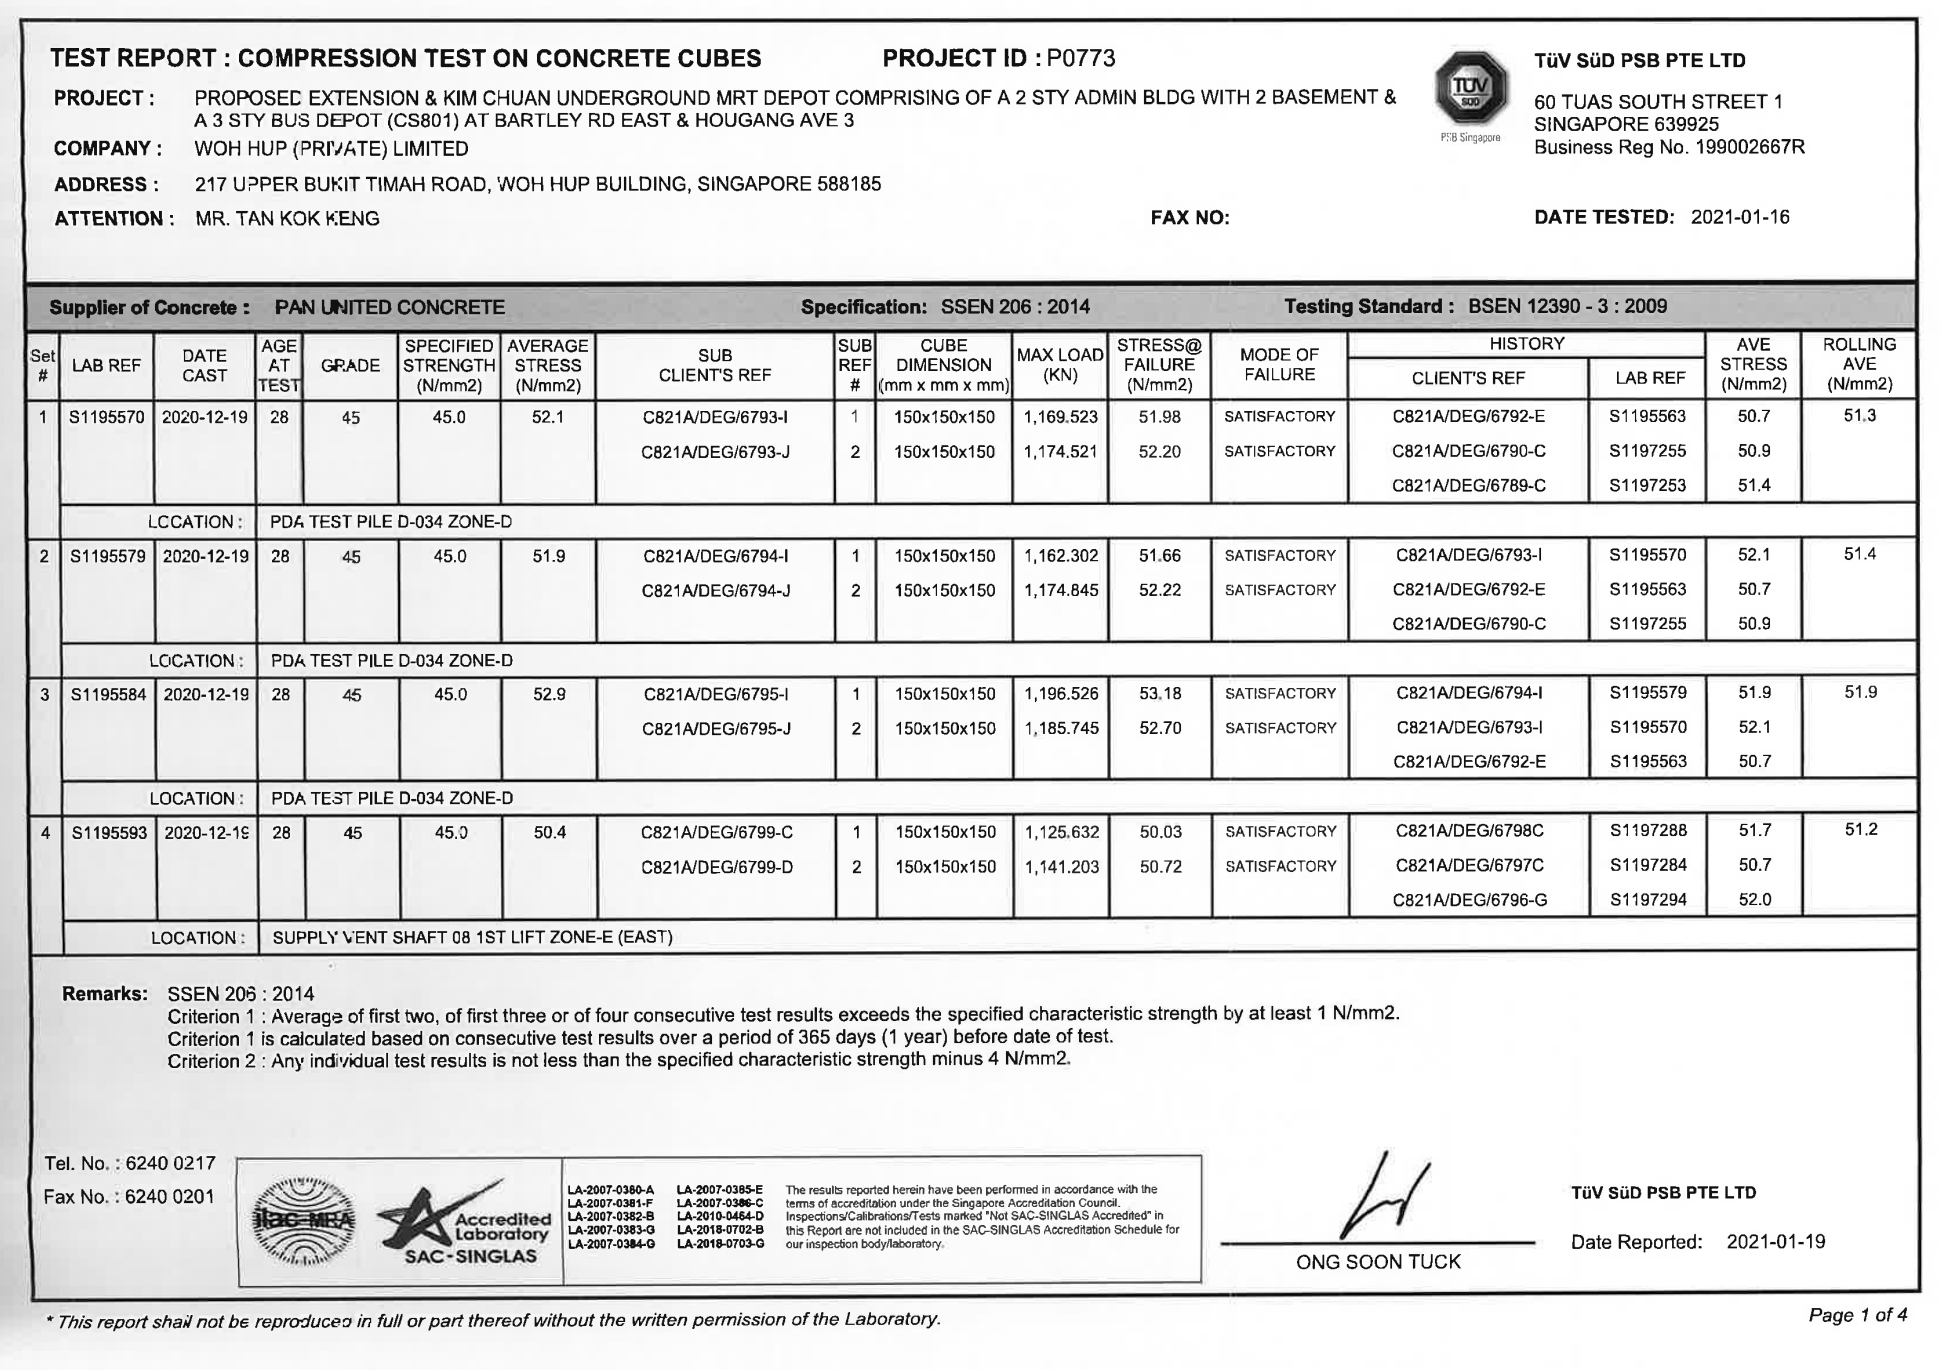 TEST REPORT : COMPRESSION TEST ON CONCRETE CUBES PROJECT ID : P0773
PROJECT : PROPOSED EXTENSION & KIM CHUAN UNDERGROUND MRT DEPOT COMPRISING OF A 2 STY ADMIN BLDG WITH 2 BASEMENT &
A 3 STY BUS DEPOT (CS801) AT BARTLEY RD EAST & HOUGANG AVE 3
COMPANY : WOH HUP (PRIVATE) LIMITED
ADDRESS : 217 UPPER BUKIT TIMAH ROAD, WOH HUP BUILDING, SINGAPORE 588185
ATTENTION : MR. TAN KOK KENG
FAX NO:
TÜV
SÜD
PSB Singapore
TüV SüD PSB PTE LTD
60 TUAS SOUTH STREET 1
SINGAPORE 639925
Business Reg No. 199002667R
DATE TESTED: 2021-01-16
Supplier of Concrete : PAN UNITED CONCRETE Specification: SSEN 206 : 2014 Testing Standard : BSEN 12390 - 3 : 2009
Set # LAB REF DATE CAST AGE AT TEST GRADE SPECIFIED STRENGTH (N/mm2) AVERAGE STRESS (N/mm2) SUB CLIENT'S REF SUB REF # CUBE DIMENSION (mm x mm x mm) MAX LOAD (KN) STRESS@ FAILURE (N/mm2) MODE OF FAILURE HISTORY CLIENT'S REF LAB REF AVE STRESS (N/mm2) ROLLING AVE (N/mm2)
1 S1195570 2020-12-19 28 45 45.0 52.1 C821A/DEG/6793-I 1 150x150x150 1,169.523 51.98 SATISFACTORY C821A/DEG/6792-E S1195563 50.7 51.3
C821A/DEG/6793-J 2 150x150x150 1,174.521 52.20 SATISFACTORY C821A/DEG/6790-C S1197255 50.9
C821A/DEG/6789-C S1197253 51.4
LOCATION : PDA TEST PILE D-034 ZONE-D
2 S1195579 2020-12-19 28 45 45.0 51.9 C821A/DEG/6794-I 1 150x150x150 1,162.302 51.66 SATISFACTORY C821A/DEG/6793-I S1195570 52.1 51.4
C821A/DEG/6794-J 2 150x150x150 1,174.845 52.22 SATISFACTORY C821A/DEG/6792-E S1195563 50.7
C821A/DEG/6790-C S1197255 50.9
LOCATION : PDA TEST PILE D-034 ZONE-D
3 S1195584 2020-12-19 28 45 45.0 52.9 C821A/DEG/6795-I 1 150x150x150 1,196.526 53.18 SATISFACTORY C821A/DEG/6794-I S1195579 51.9 51.9
C821A/DEG/6795-J 2 150x150x150 1,185.745 52.70 SATISFACTORY C821A/DEG/6793-I S1195570 52.1
C821A/DEG/6792-E S1195563 50.7
LOCATION : PDA TEST PILE D-034 ZONE-D
4 S1195593 2020-12-19 28 45 45.0 50.4 C821A/DEG/6799-C 1 150x150x150 1,125.632 50.03 SATISFACTORY C821A/DEG/6798C S1197288 51.7 51.2
C821A/DEG/6799-D 2 150x150x150 1,141.203 50.72 SATISFACTORY C821A/DEG/6797C S1197284 50.7
C821A/DEG/6796-G S1197294 52.0
LOCATION : SUPPLY VENT SHAFT 08 1ST LIFT ZONE-E (EAST)
Remarks: SSEN 206 : 2014
Criterion 1 : Average of first two, of first three or of four consecutive test results exceeds the specified characteristic strength by at least 1 N/mm2.
Criterion 1 is calculated based on consecutive test results over a period of 365 days (1 year) before date of test.
Criterion 2 : Any individual test results is not less than the specified characteristic strength minus 4 N/mm2.
Tel. No. : 6240 0217
Fax No. : 6240 0201
ilac-MRA
Accredited
Laboratory
SAC-SINGLAS
LA-2007-0380-A LA-2007-0385-E
LA-2007-0381-F LA-2007-0386-C
LA-2007-0382-B LA-2010-0464-D
LA-2007-0383-G LA-2018-0702-B
LA-2007-0384-G LA-2018-0703-G
The results reported herein have been performed in accordance with the
terms of accreditation under the Singapore Accreditation Council.
Inspections/Calibrations/Tests marked "Not SAC-SINGLAS Accredited" in
this Report are not included in the SAC-SINGLAS Accreditation Schedule for
our inspection body/laboratory.
ONG SOON TUCK
TüV SüD PSB PTE LTD
Date Reported: 2021-01-19
* This report shall not be reproduced in full or part thereof without the written permission of the Laboratory.
Page 1 of 4